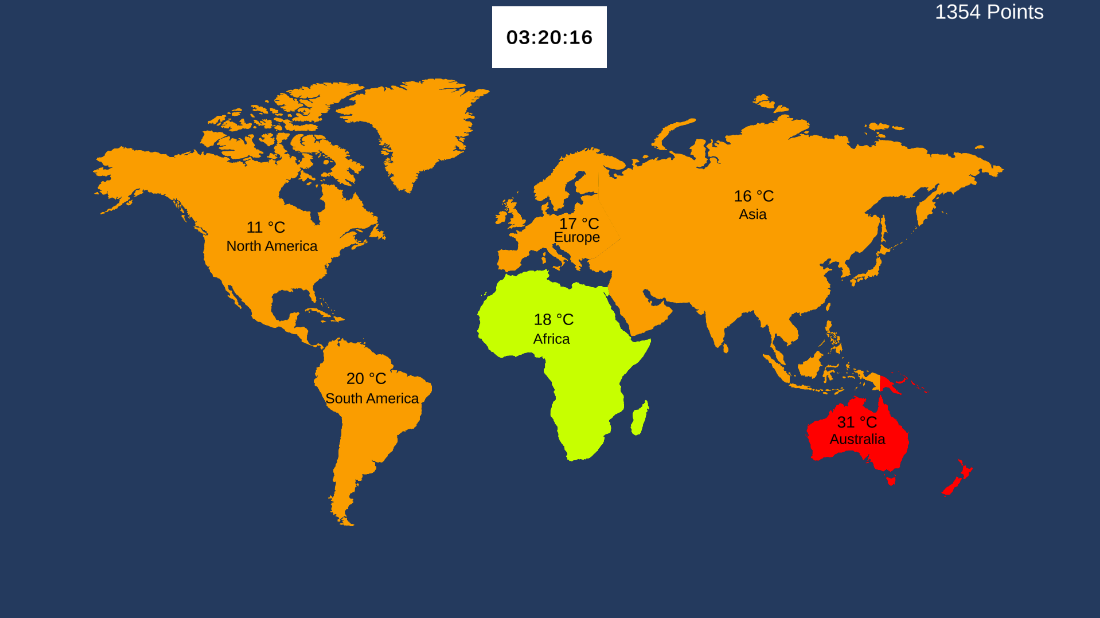 1354 Points
03:20:16
16 °C
Asia
17 °C
Europe
11 °C
North America
18 °C
Africa
20 °C
South America
31 °C
Australia